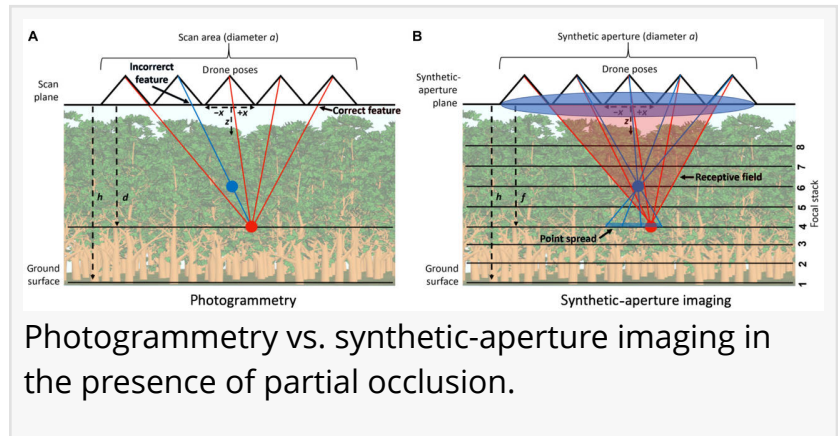 A
Scan area (diameter a)
Incorrerct
feature
Drone poses
Scan
plane
Correct feature
-x +x
z
h
d
Ground
surface
Photogrammetry
B
Synthetic aperture (diameter a)
Drone poses
Synthetic-
aperture
plane
-x +x
z
8
7
6
5
4
3
2
1
Focal stack
Receptive field
h
f
Point spread
Ground
surface
Synthetic-aperture imaging
Photogrammetry vs. synthetic-aperture imaging in
the presence of partial occlusion.